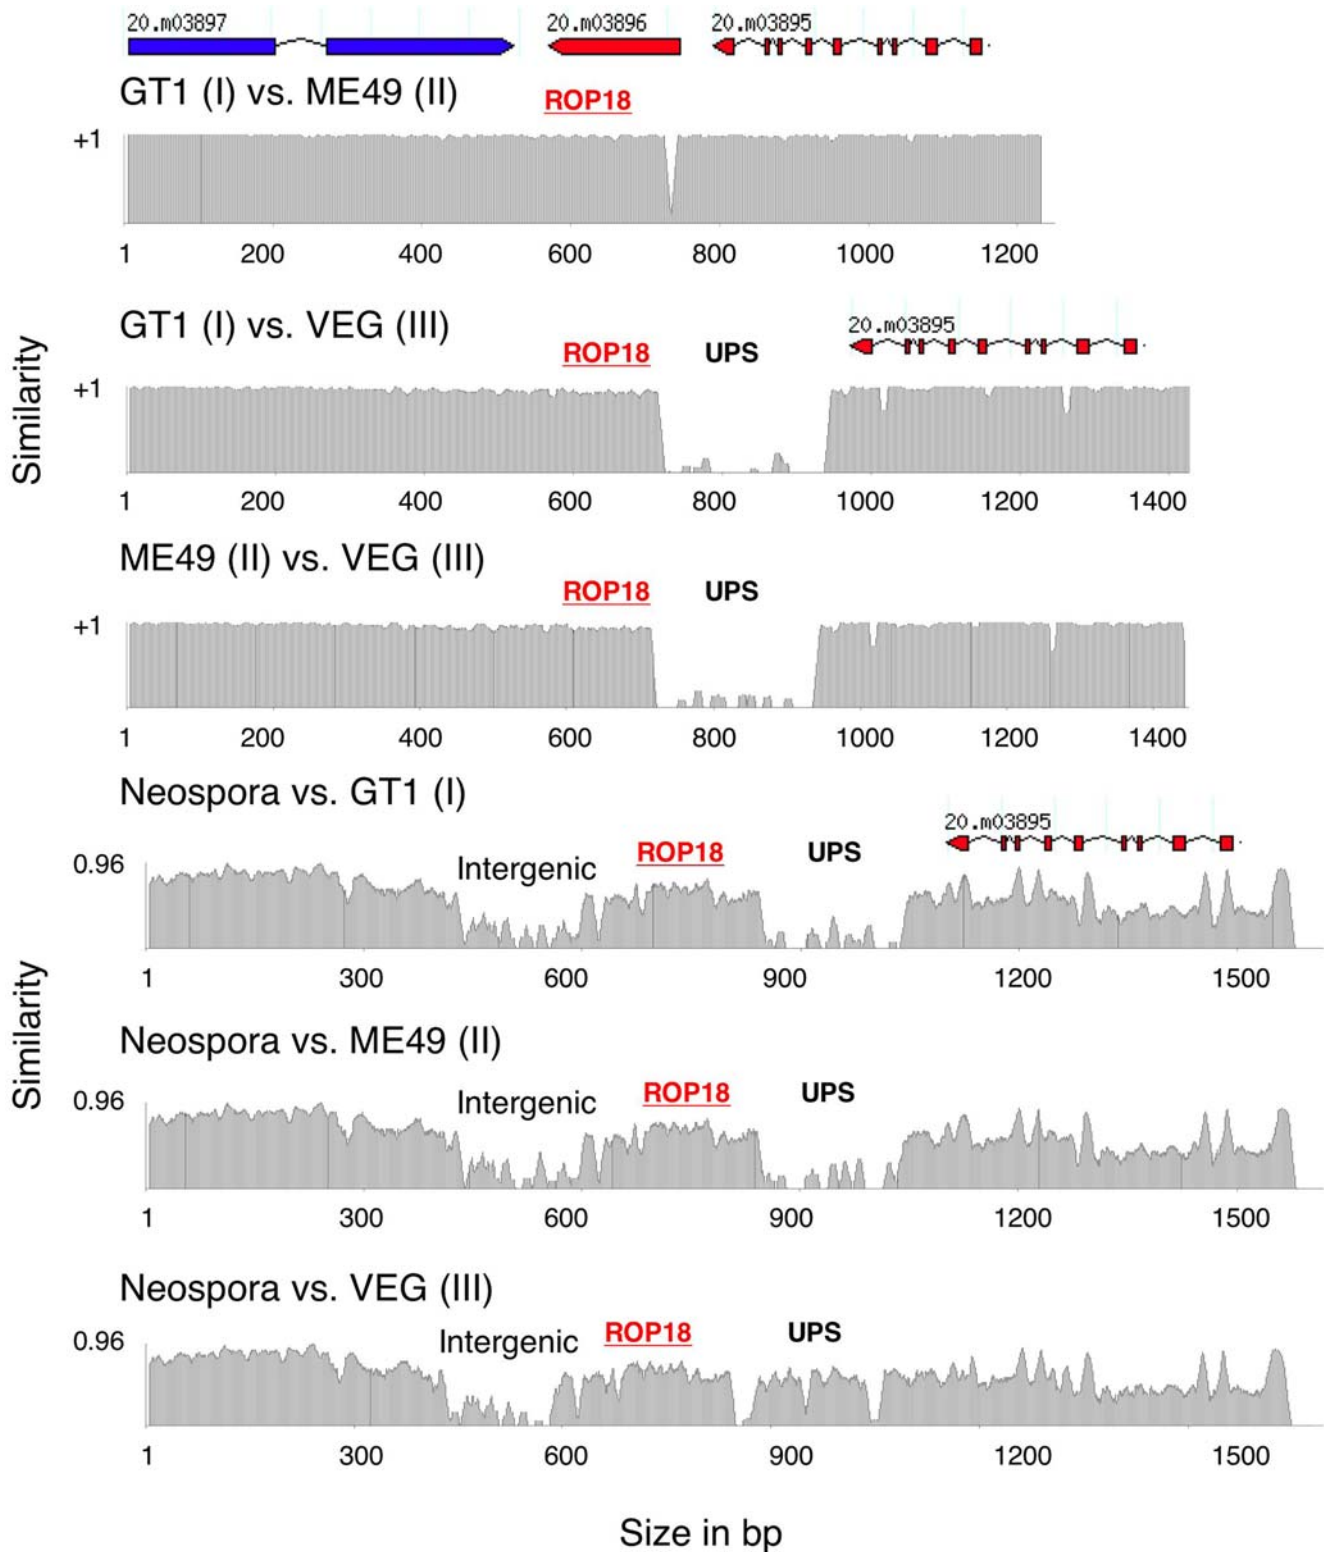 20.m03897 20.m03896 20.m03895
GT1 (I) vs. ME49 (II)
ROP18
+1
1 200 400 600 800 1000 1200
GT1 (I) vs. VEG (III)
20.m03895
ROP18 UPS
+1
Similarity
1 200 400 600 800 1000 1200 1400
ME49 (II) vs. VEG (III)
ROP18 UPS
+1
1 200 400 600 800 1000 1200 1400
Neospora vs. GT1 (I)
20.m03895
Intergenic ROP18 UPS
0.96
1 300 600 900 1200 1500
Similarity
Neospora vs. ME49 (II)
Intergenic ROP18 UPS
0.96
1 300 600 900 1200 1500
Neospora vs. VEG (III)
Intergenic ROP18 UPS
0.96
1 300 600 900 1200 1500
Size in bp